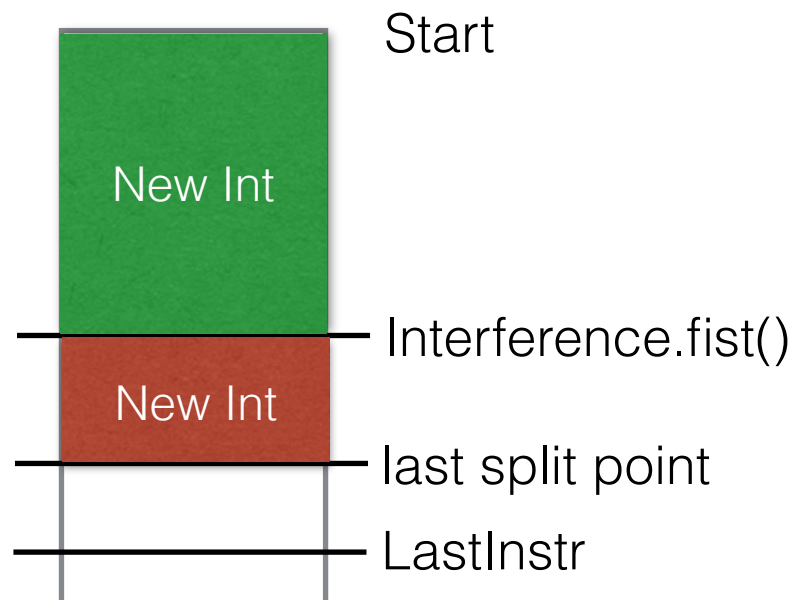 Start
New Int
Interference.fist()
New Int
last split point
LastInstr